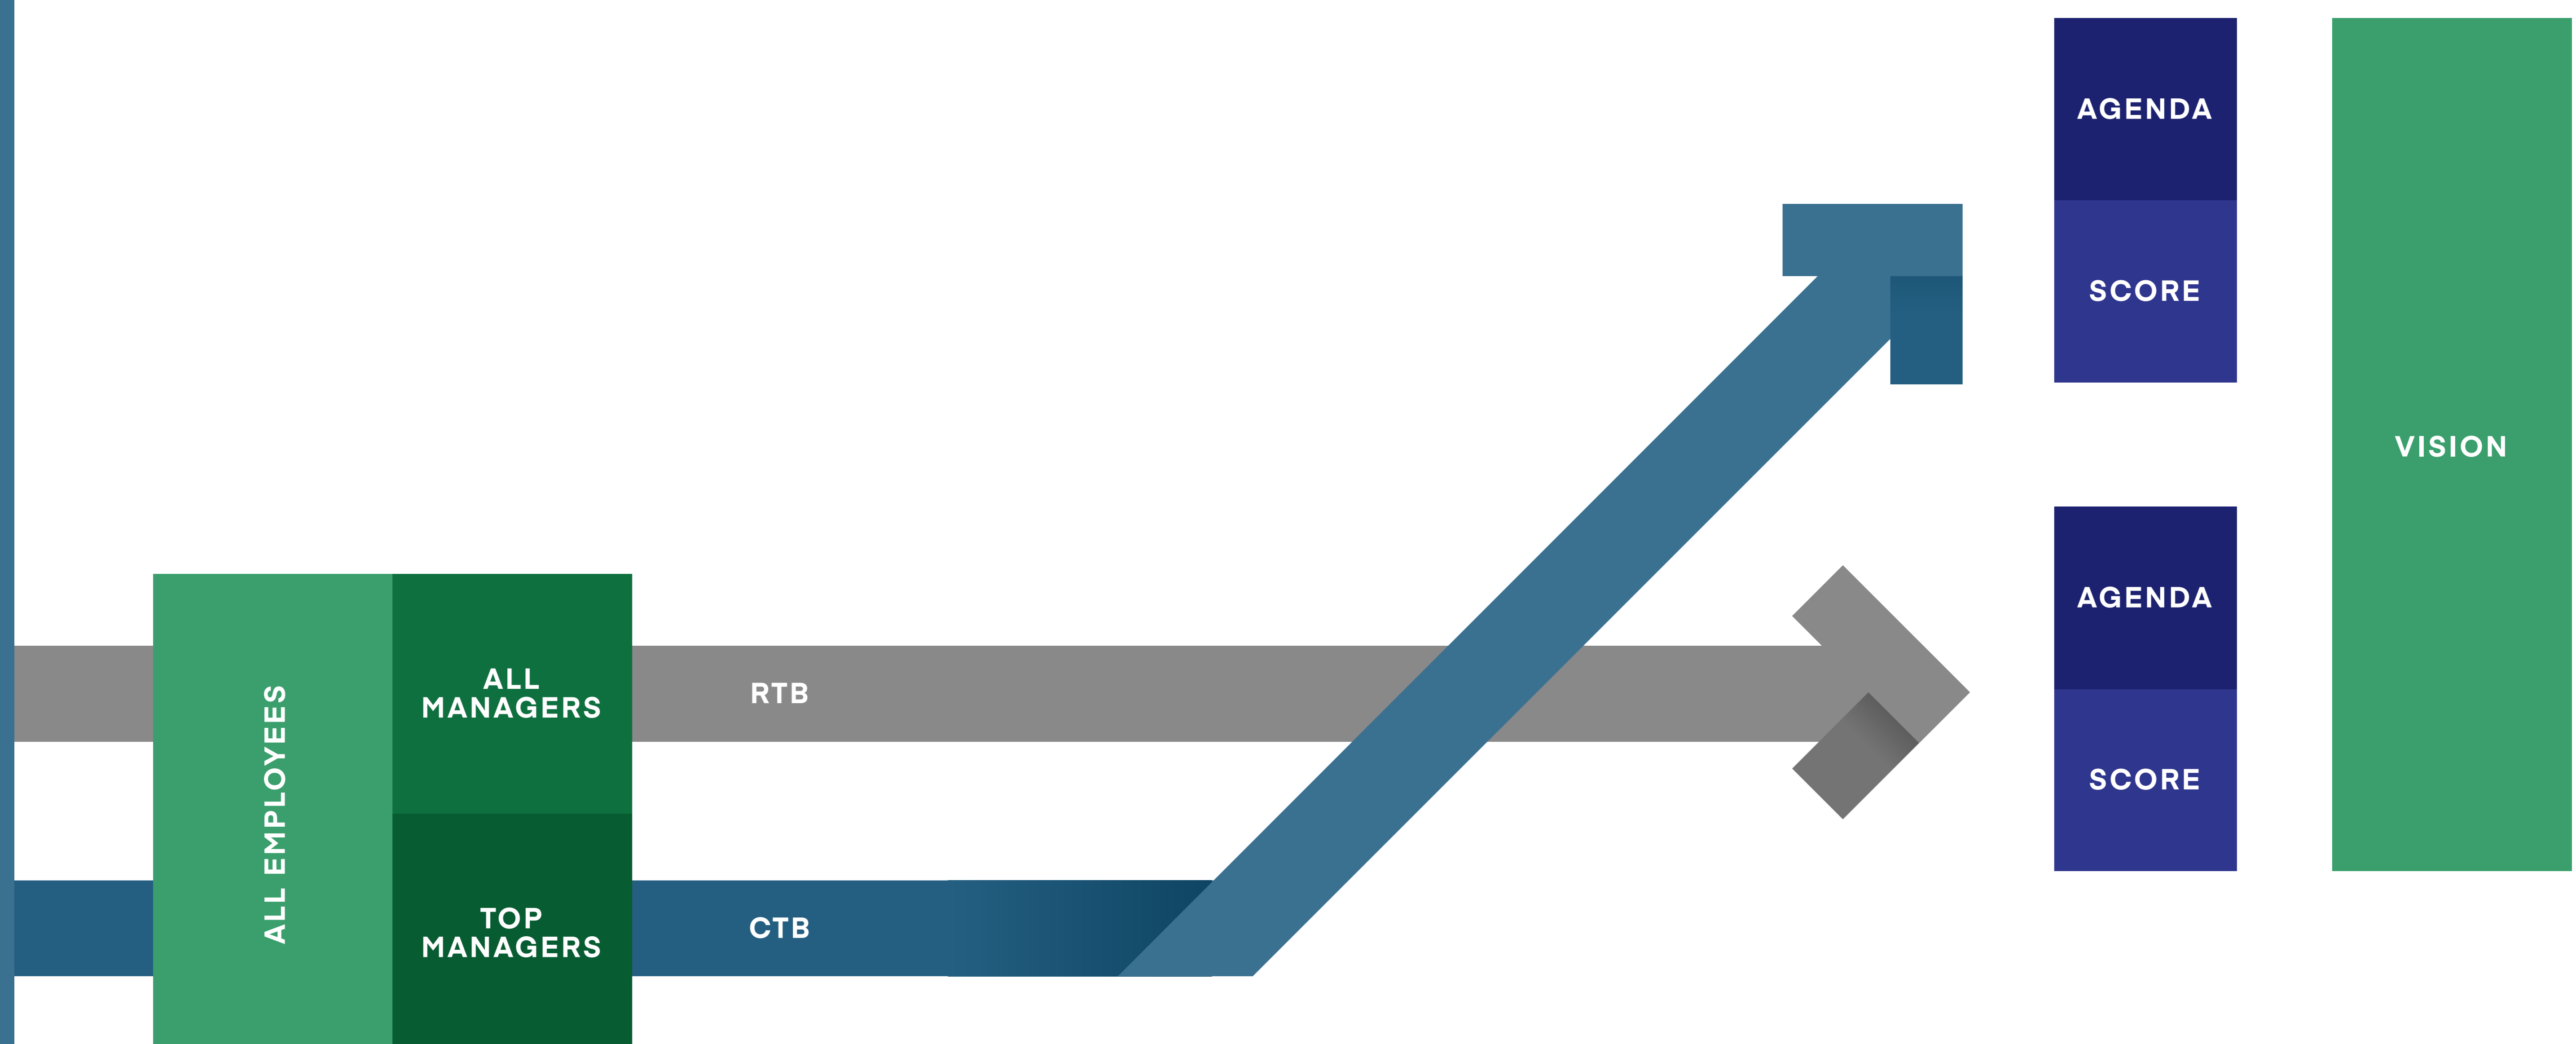 AGENDA
SCORE
VISION
AGENDA
SCORE
ALL EMPLOYEES
ALL
MANAGERS
RTB
TOP
MANAGERS
CTB